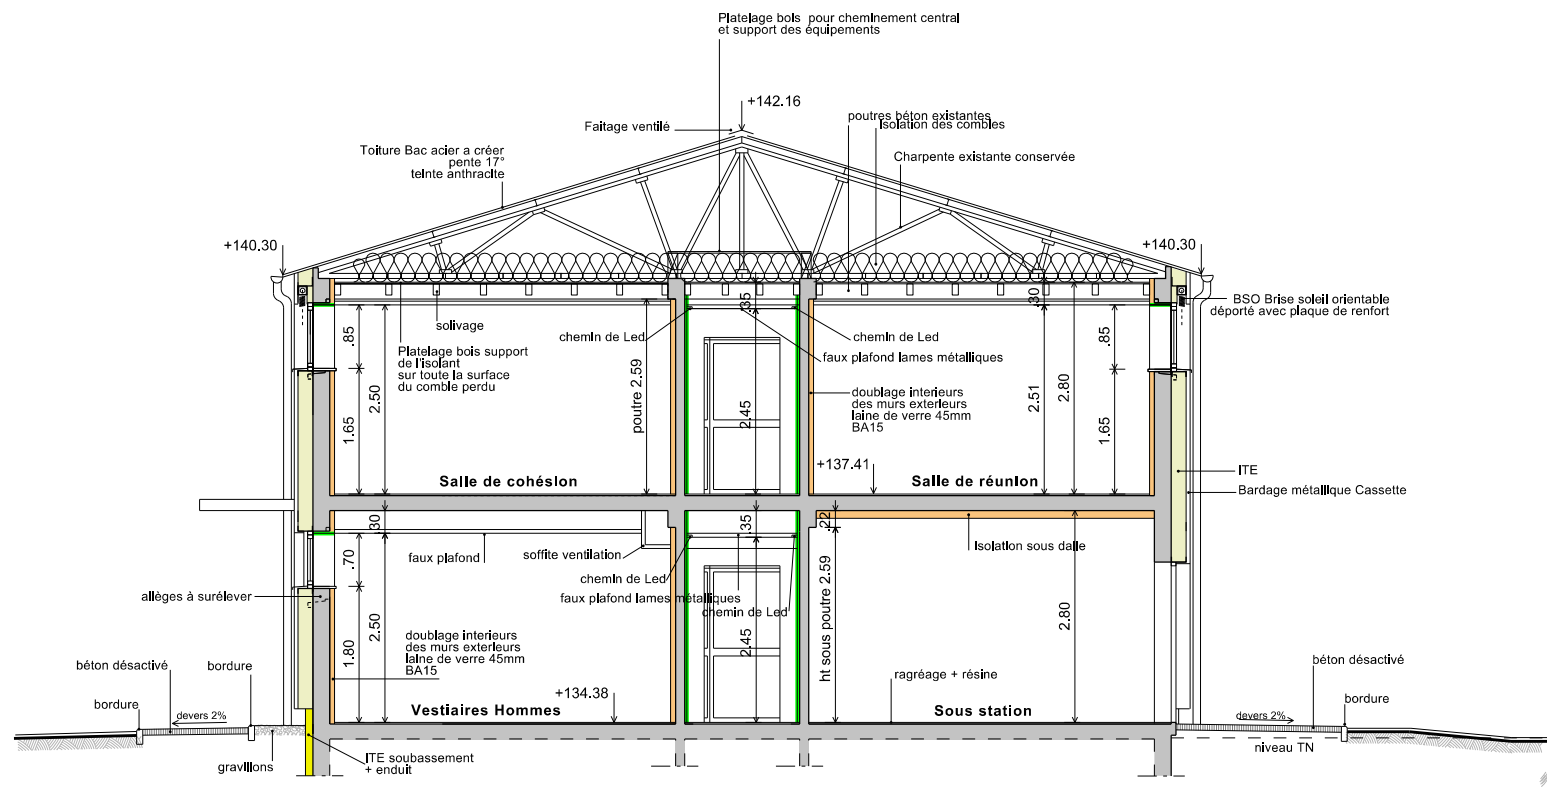 Platelage bois pour cheminement central
et support des équipements
+142.16
Faitage ventilé
poutres béton existantes
Isolation des combles
Toiture Bac acier a créer
pente 17°
teinte anthracite
Charpente existante conservée
+140.30
+140.30
.35
.30
BSO Brise soleil orientable
déporté avec plaque de renfort
solivage
chemin de Led
chemin de Led
faux plafond lames métalliques
Platelage bois support
de l'isolant
sur toute la surface
du comble perdu
.85
2.50
1.65
poutre 2.59
2.45
doublage interieurs
des murs exterieurs
laine de verre 45mm
BA15
2.51
2.80
.85
1.65
+137.41
ITE
Salle de cohésion
Salle de réunion
Bardage métallique Cassette
.30
.35
.22
faux plafond
soffite ventilation
Isolation sous dalle
.70
chemin de Led
faux plafond lames métalliques
chemin de Led
allèges à surélever
2.50
1.80
2.45
ht sous poutre 2.59
2.80
doublage interieurs
des murs exterieurs
laine de verre 45mm
BA15
béton désactivé
bordure
béton désactivé
ragréage + résine
+134.38
bordure
bordure
Vestiaires Hommes
Sous station
devers 2%
devers 2%
niveau TN
ITE soubassement
+ enduit
gravillons